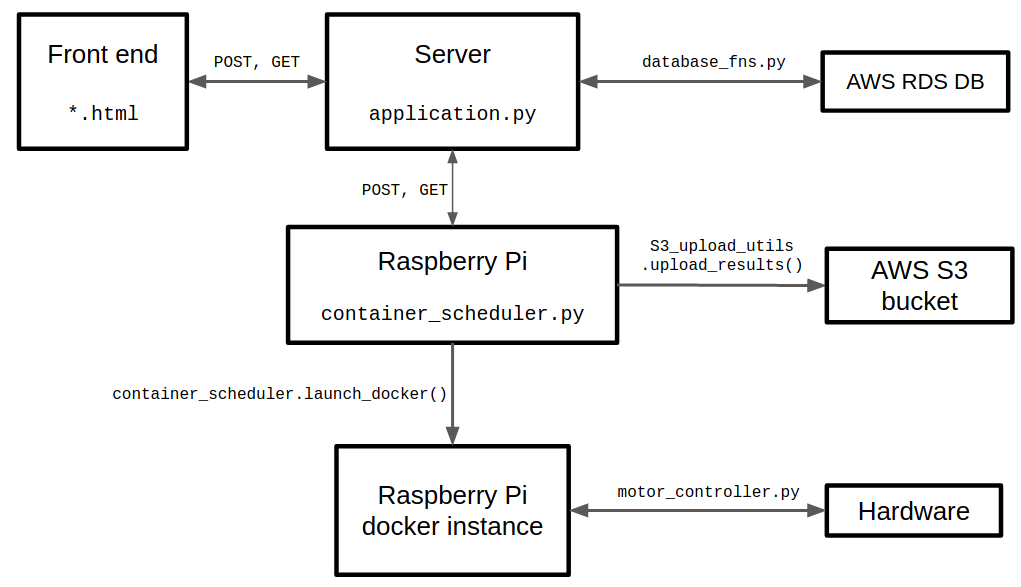 Front end
*.html
POST, GET
Server
application.py
database_fns.py
AWS RDS DB
POST, GET
Raspberry Pi
container_scheduler.py
S3_upload_utils
.upload_results()
AWS S3
bucket
container_scheduler.launch_docker()
Raspberry Pi
docker instance
motor_controller.py
Hardware